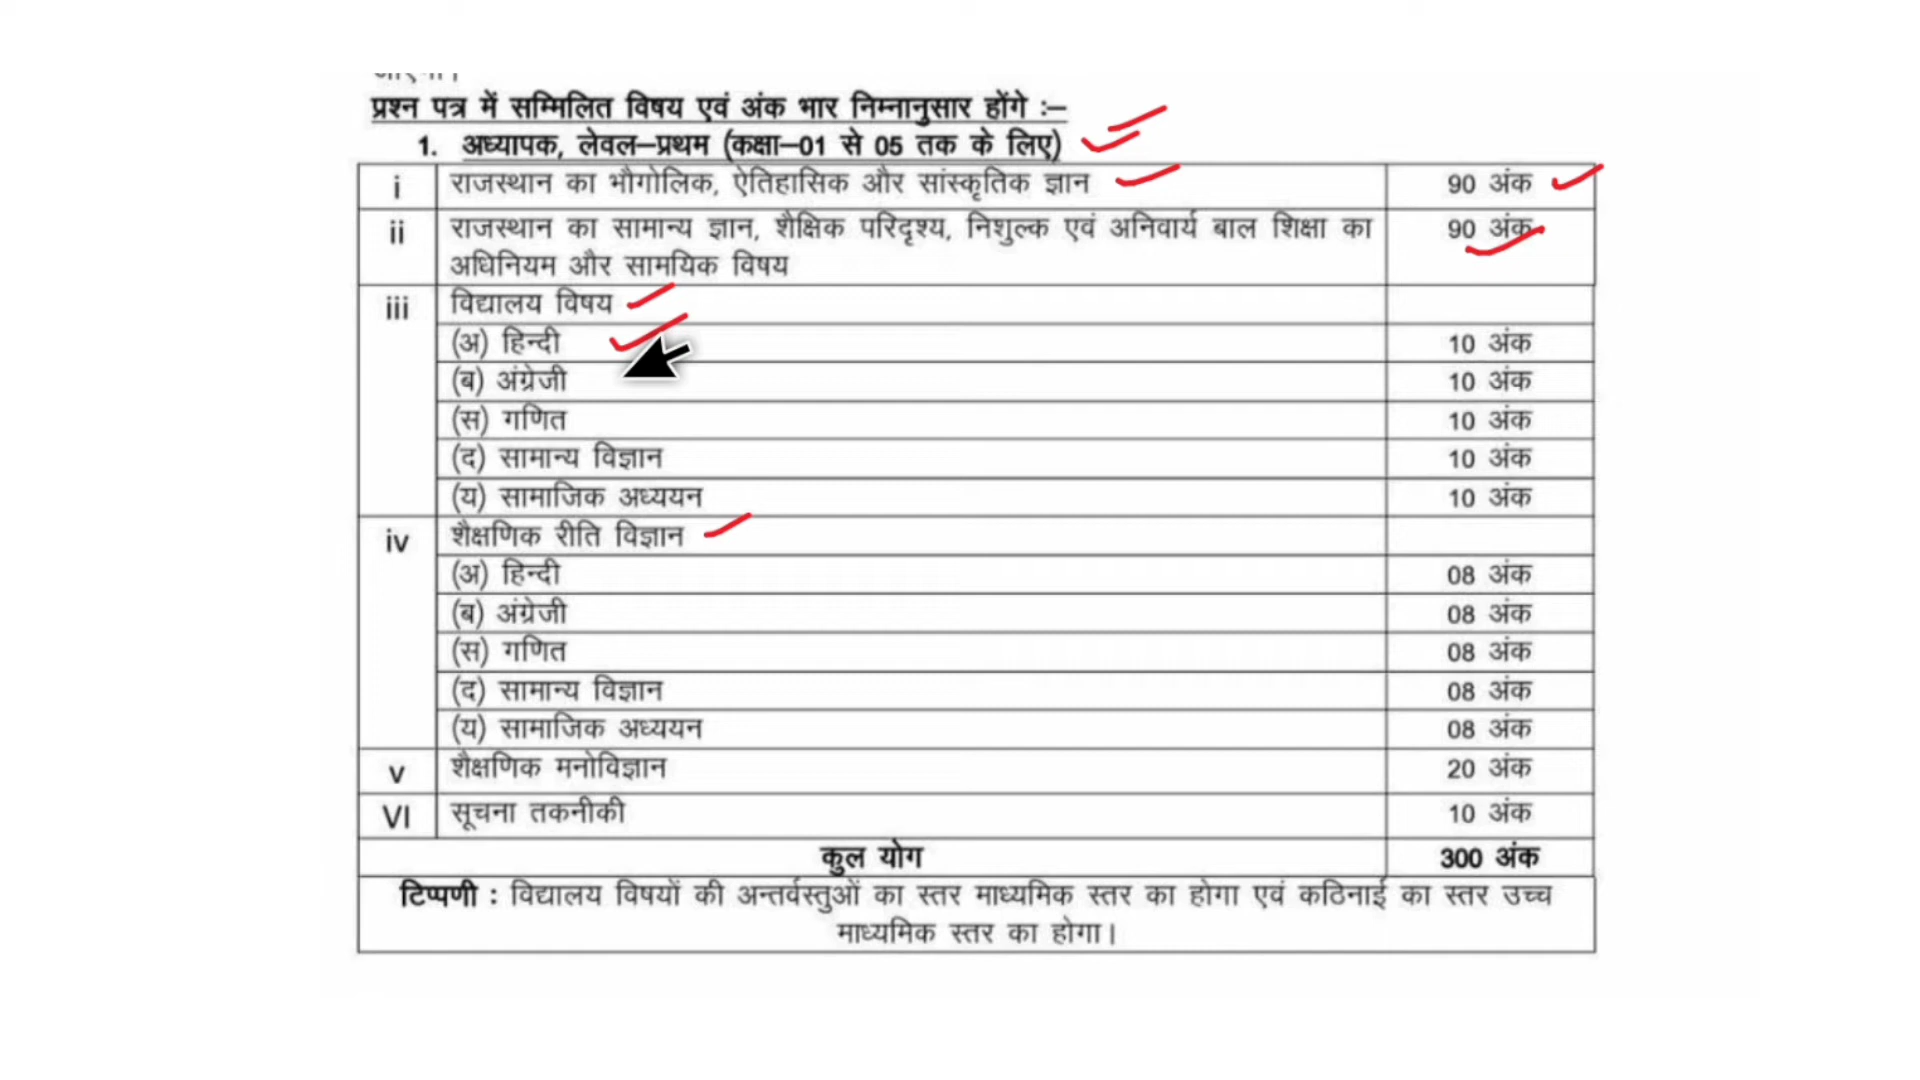 प्रश्न पत्र में सम्मिलित विषय एवं अंक भार निम्नानुसार होंगे :–
1. अध्यापक, लेवल–प्रथम (कक्षा–01 से 05 तक के लिए)
i राजस्थान का भौगोलिक, ऐतिहासिक और सांस्कृतिक ज्ञान 90 अंक
ii राजस्थान का सामान्य ज्ञान, शैक्षिक परिदृश्य, निशुल्क एवं अनिवार्य बाल शिक्षा का 90 अंक
अधिनियम और सामयिक विषय
iii विद्यालय विषय
(अ) हिन्दी 10 अंक
(ब) अंग्रेजी 10 अंक
(स) गणित 10 अंक
(द) सामान्य विज्ञान 10 अंक
(य) सामाजिक अध्ययन 10 अंक
iv शैक्षणिक रीति विज्ञान
(अ) हिन्दी 08 अंक
(ब) अंग्रेजी 08 अंक
(स) गणित 08 अंक
(द) सामान्य विज्ञान 08 अंक
(य) सामाजिक अध्ययन 08 अंक
v शैक्षणिक मनोविज्ञान 20 अंक
VI सूचना तकनीकी 10 अंक
कुल योग 300 अंक
टिप्पणी : विद्यालय विषयों की अन्तर्वस्तुओं का स्तर माध्यमिक स्तर का होगा एवं कठिनाई का स्तर उच्च
माध्यमिक स्तर का होगा।